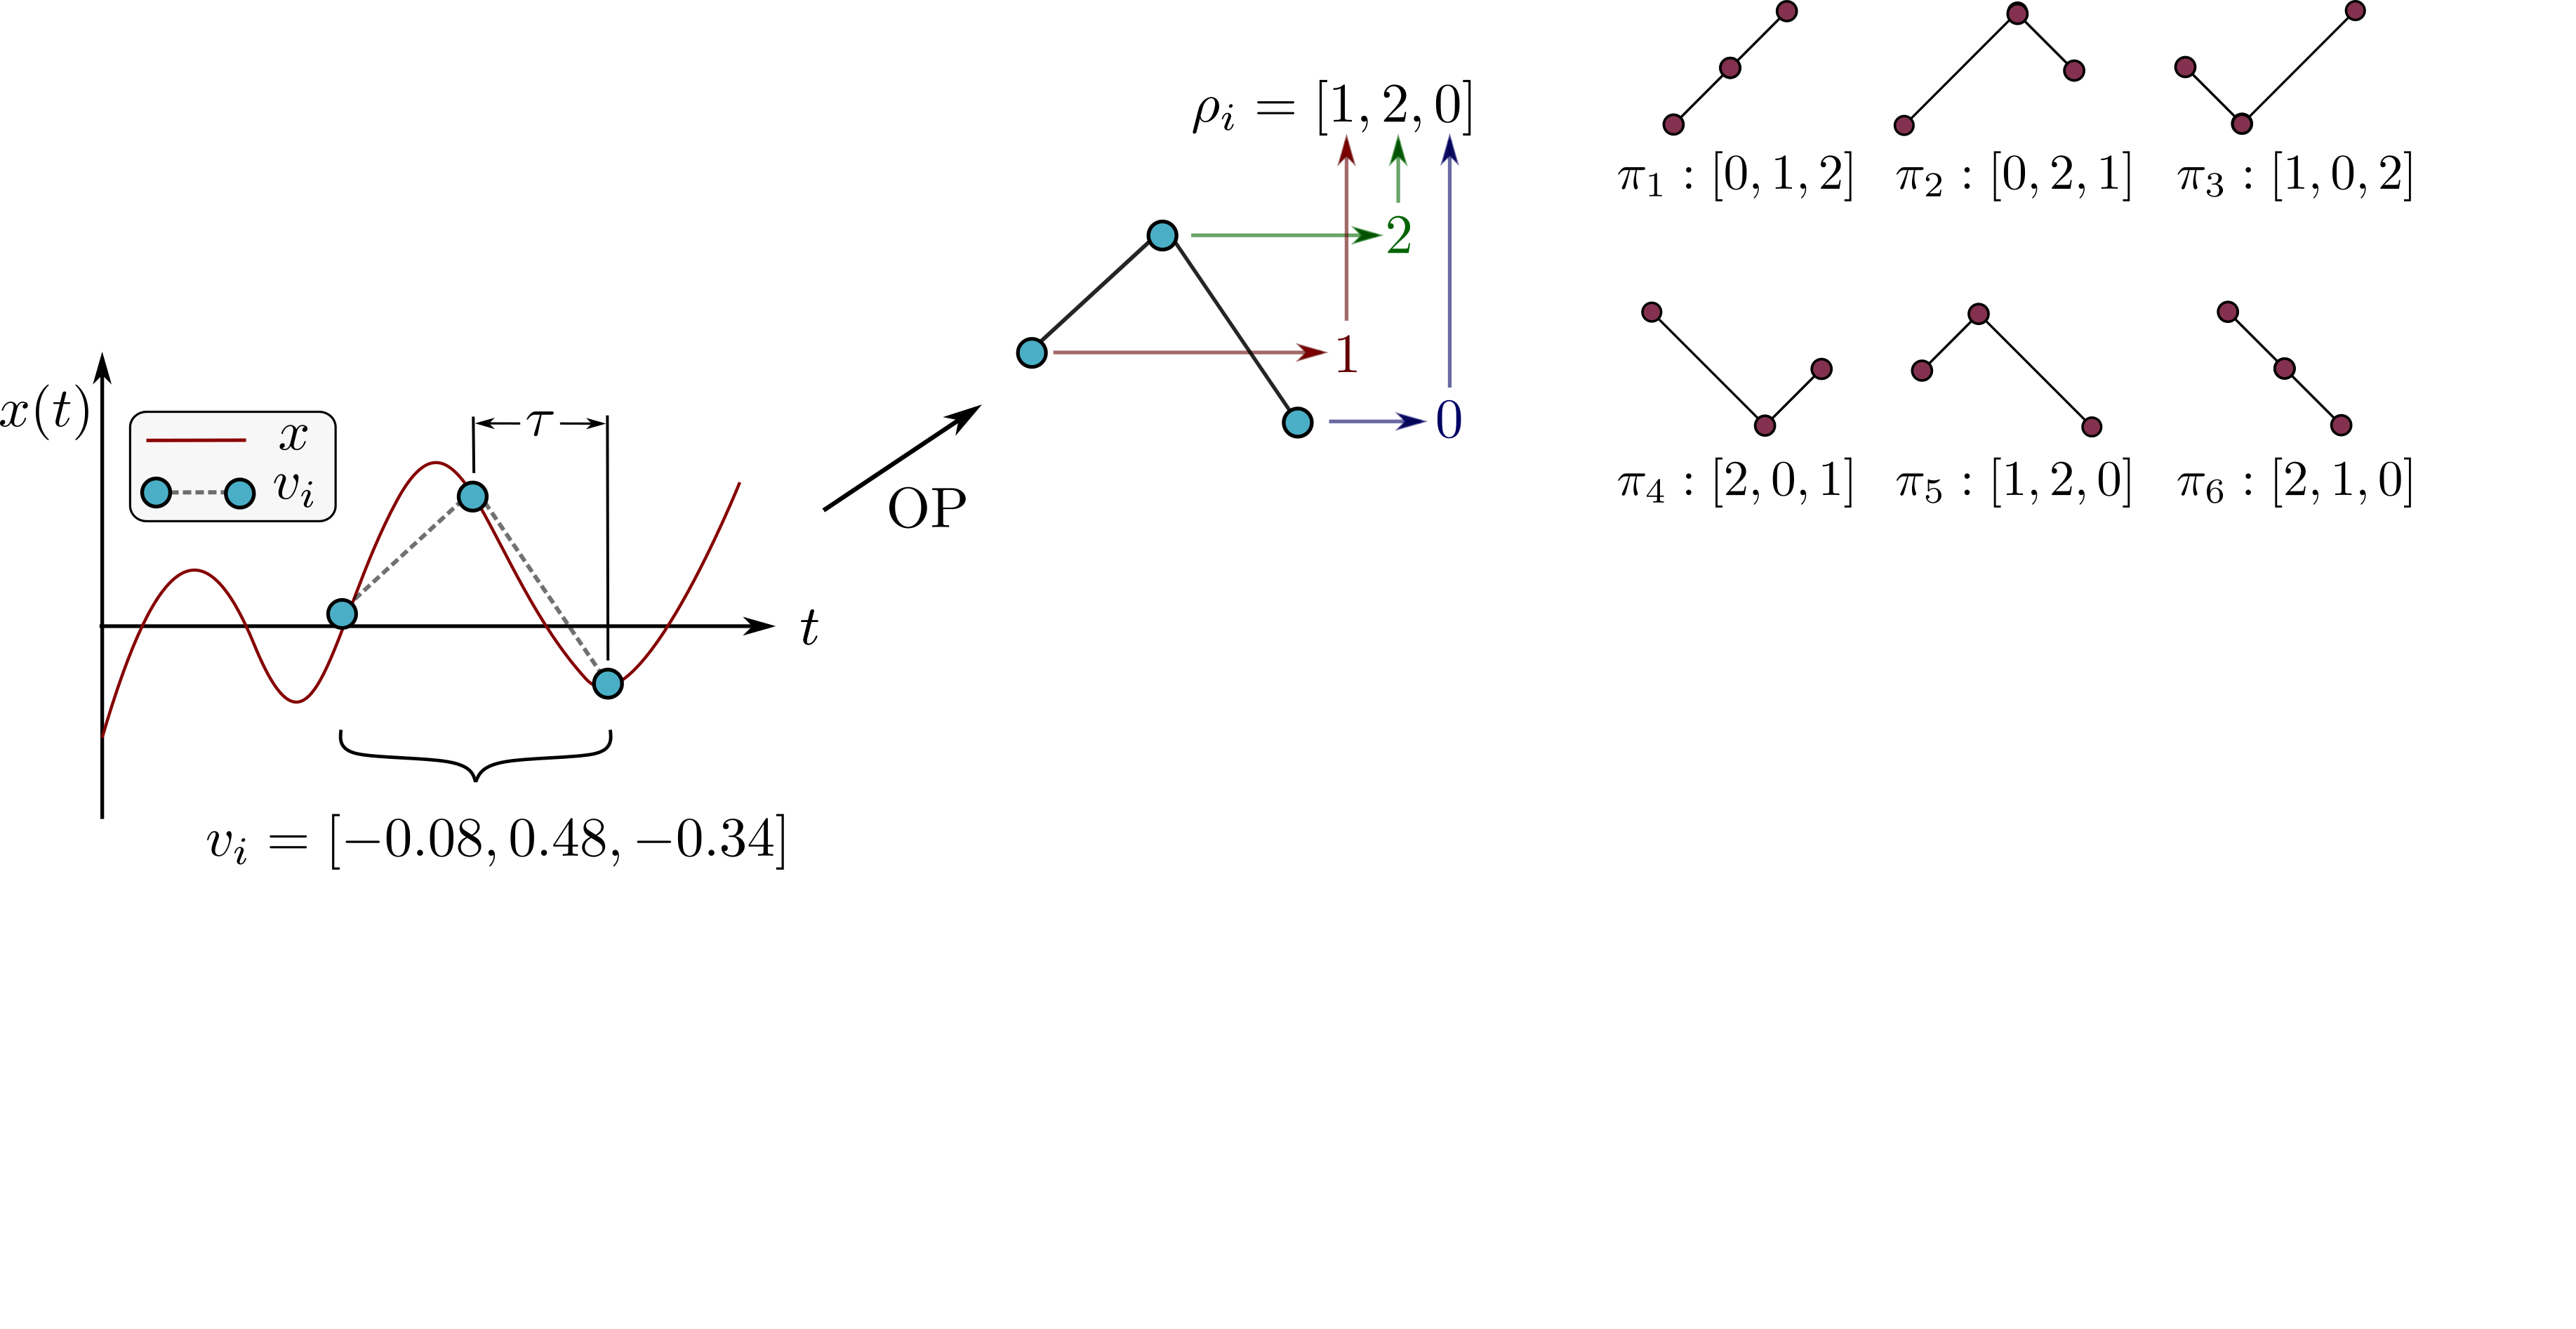 x(t)
x
v_i
τ
t
v_i = [−0.08, 0.48, −0.34]
OP
ρ_i = [1, 2, 0]
2
1
0
π_1 : [0, 1, 2]
π_2 : [0, 2, 1]
π_3 : [1, 0, 2]
π_4 : [2, 0, 1]
π_5 : [1, 2, 0]
π_6 : [2, 1, 0]